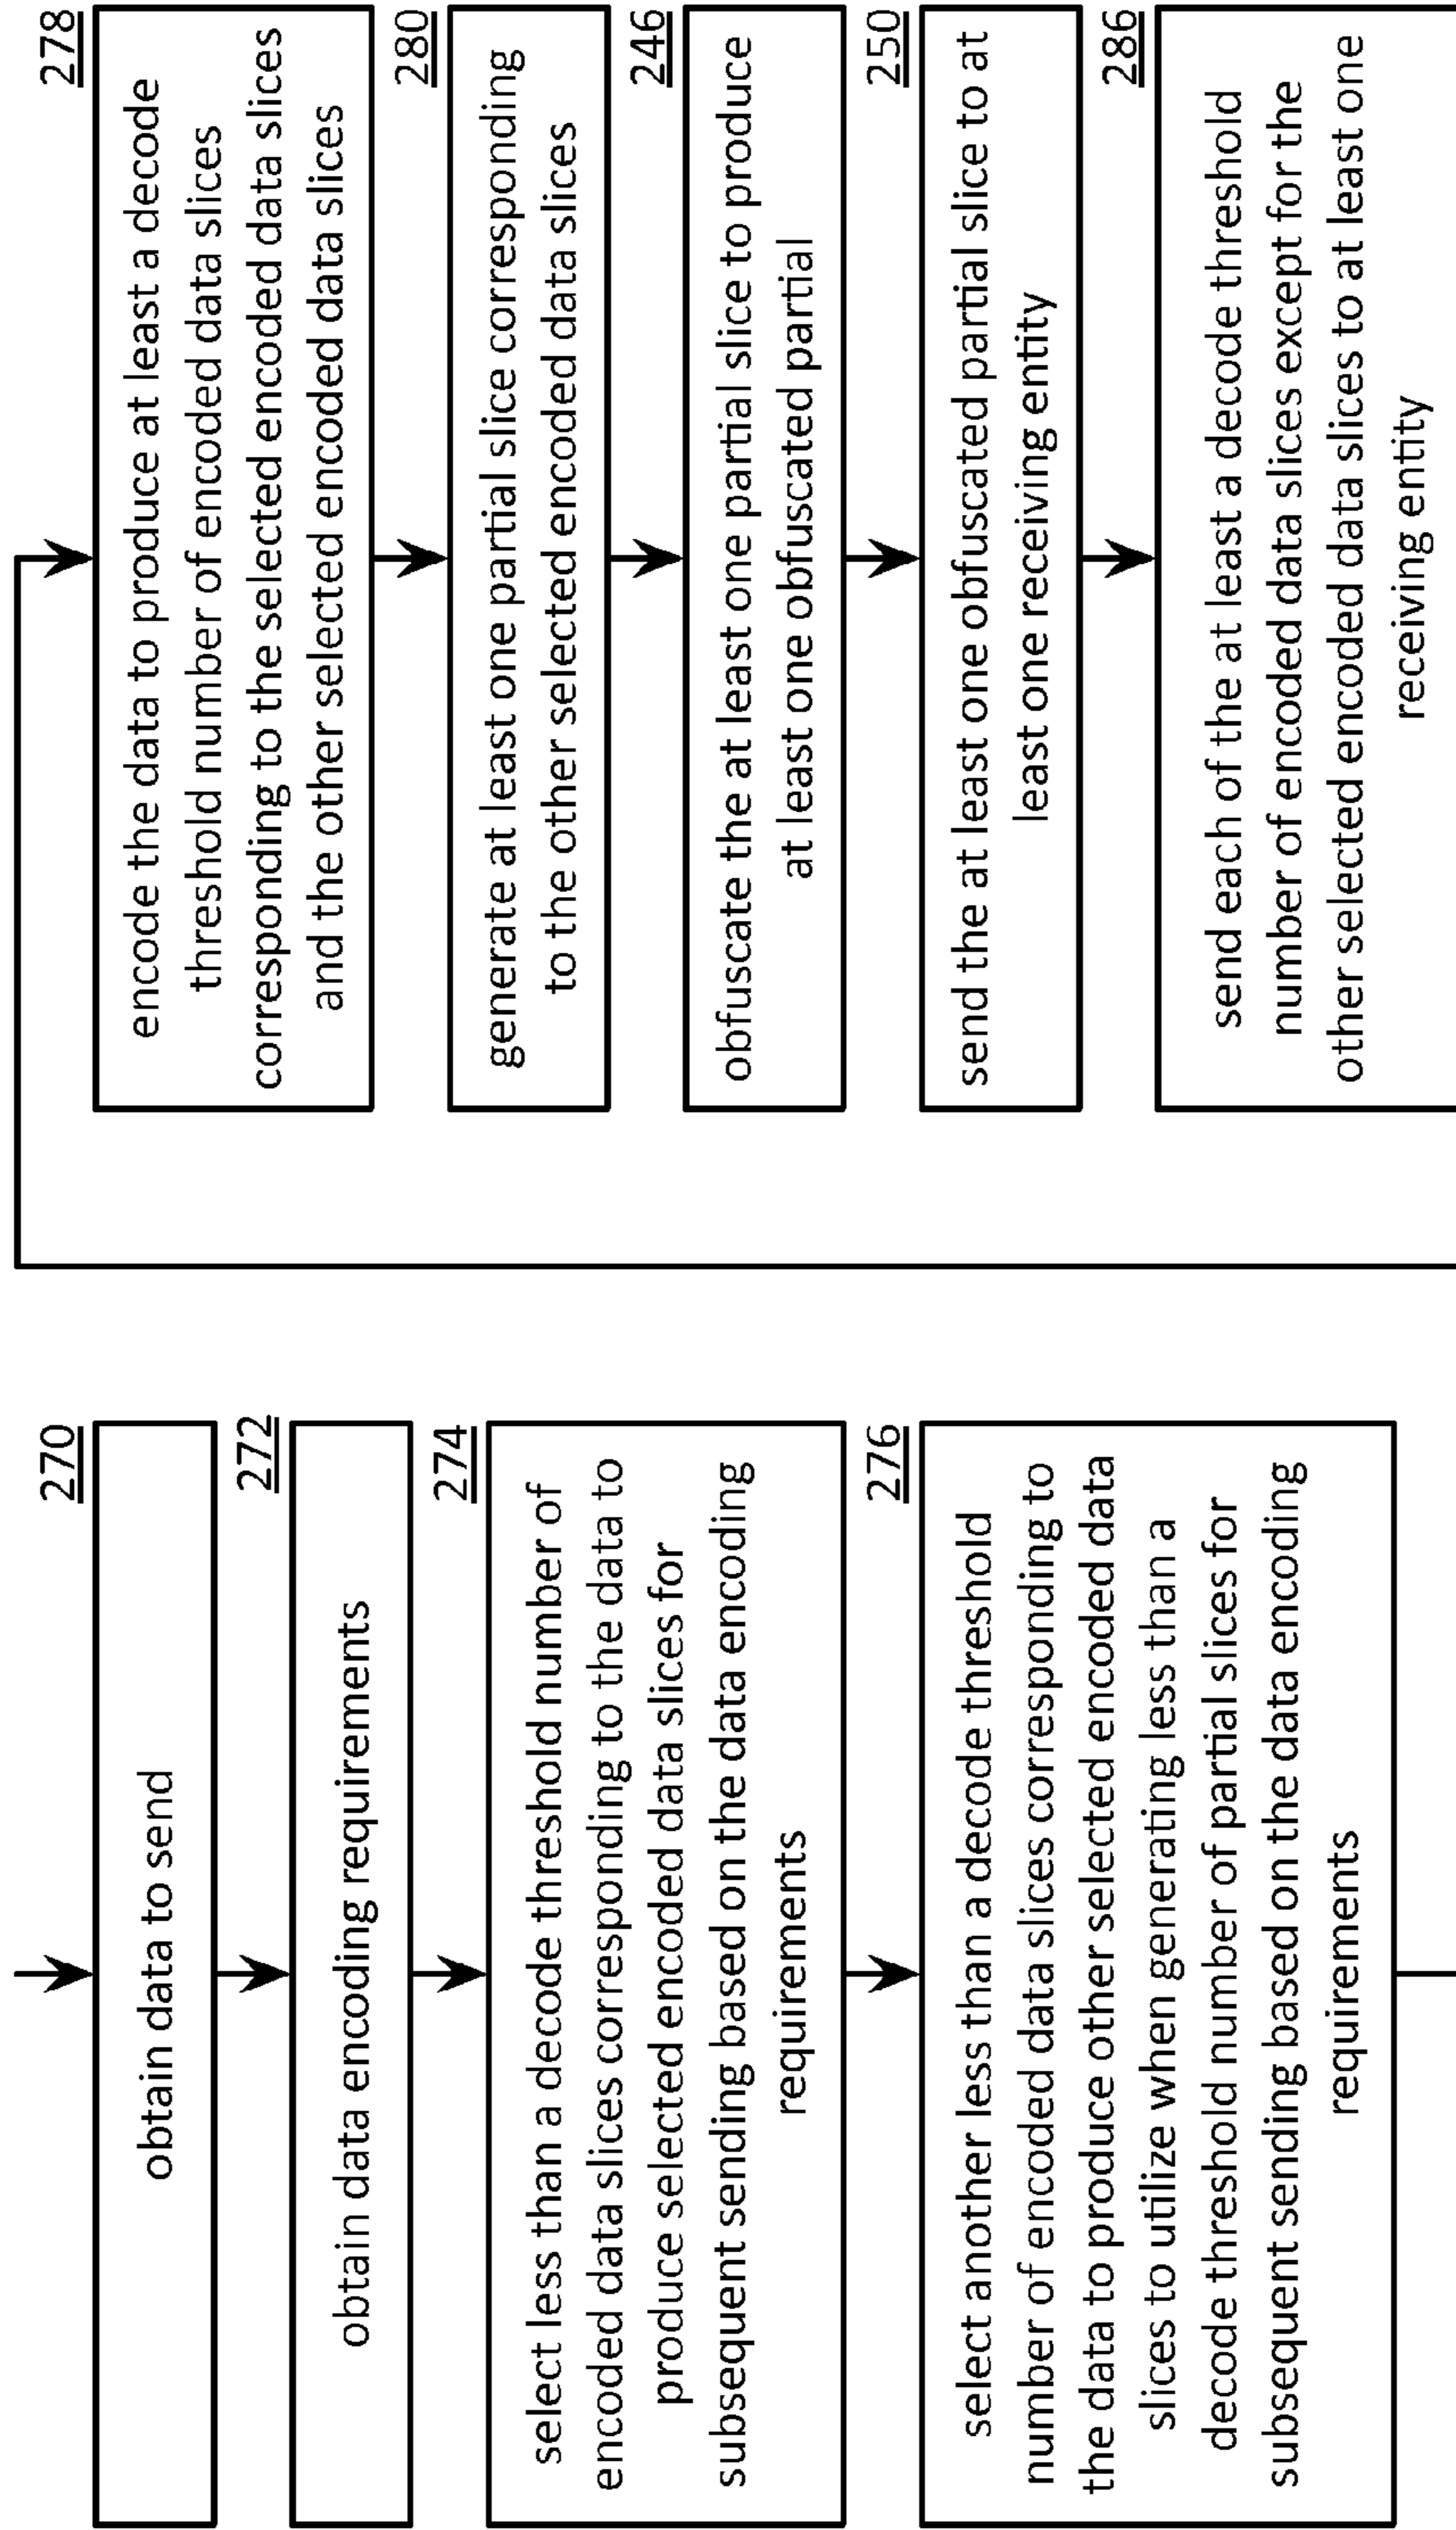 270
obtain data to send
272
obtain data encoding requirements
274
select less than a decode threshold number of
encoded data slices corresponding to the data to
produce selected encoded data slices for
subsequent sending based on the data encoding
requirements
276
select another less than a decode threshold
number of encoded data slices corresponding to
the data to produce other selected encoded data
slices to utilize when generating less than a
decode threshold number of partial slices for
subsequent sending based on the data encoding
requirements
278
encode the data to produce at least a decode
threshold number of encoded data slices
corresponding to the selected encoded data slices
and the other selected encoded data slices
280
generate at least one partial slice corresponding
to the other selected encoded data slices
246
obfuscate the at least one partial slice to produce
at least one obfuscated partial
250
send the at least one obfuscated partial slice to at
least one receiving entity
286
send each of the at least a decode threshold
number of encoded data slices except for the
other selected encoded data slices to at least one
receiving entity